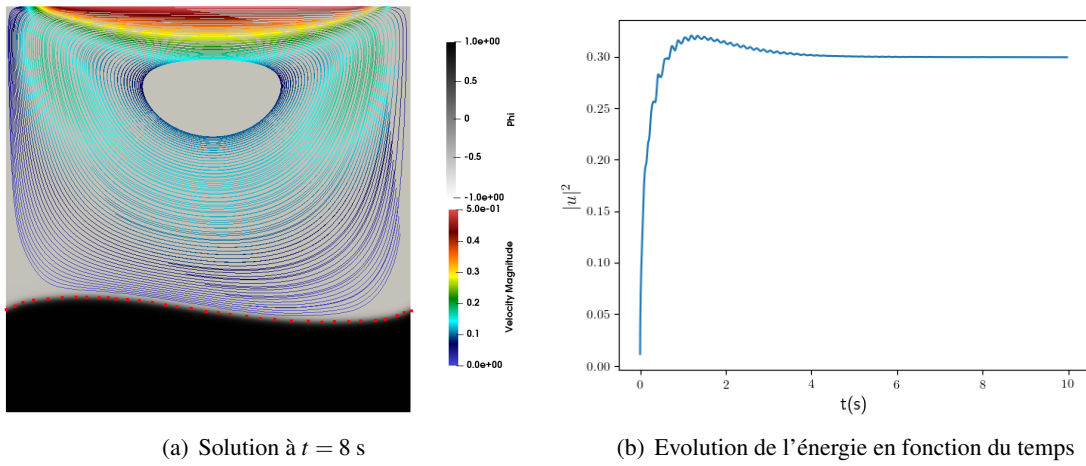 1.0e+00
0.5
0
-0.5
-1.0e+00
Phi
5.0e-01
0.4
0.3
0.2
0.1
0.0e+00
Velocity Magnitude
0.30
0.25
0.20
0.15
0.10
0.05
0.00
|u|²
0 2 4 6 8 10
t(s)
(a) Solution à t = 8 s
(b) Evolution de l'énergie en fonction du temps